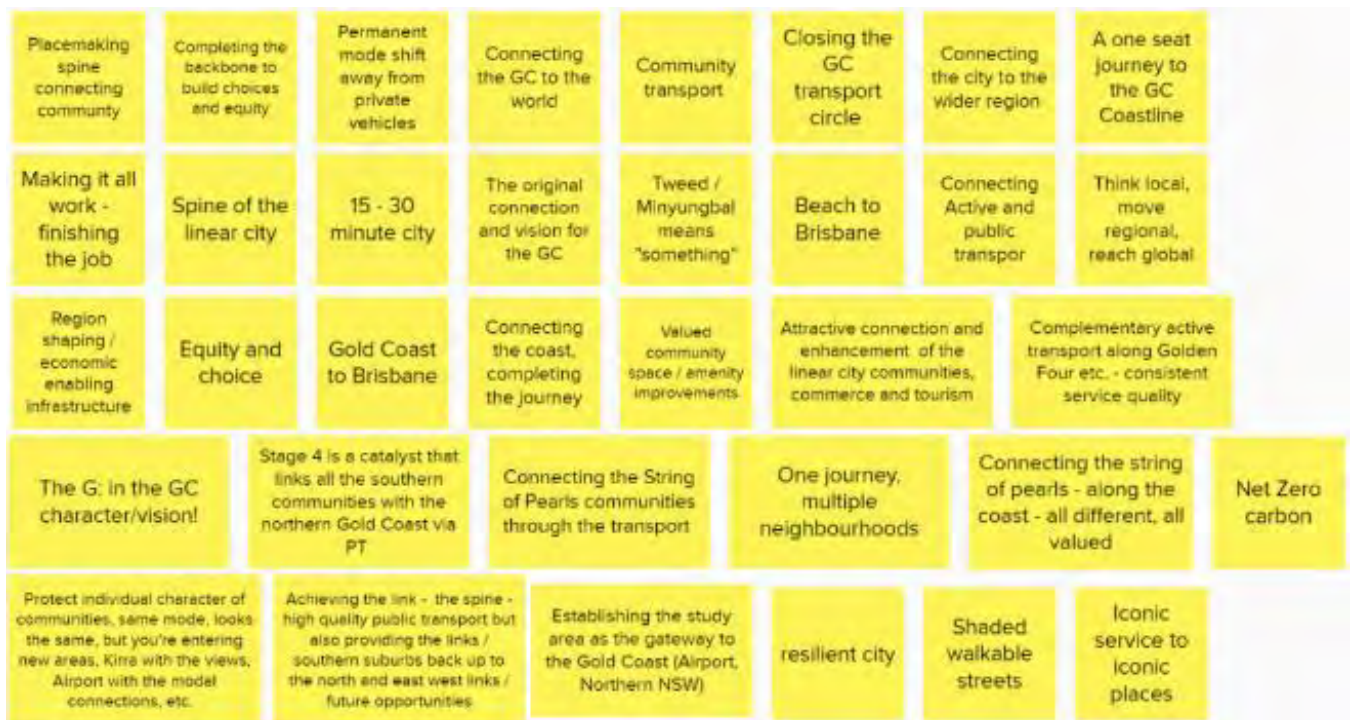 Placemaking
spine
connecting
communty
Completing the
backbone to
build choices
and equity
Permanent
mode shift
away from
private
vehicles
Connecting
the GC to the
world
Community
transport
Closing the
GC
transport
circle
Connecting
the city to the
wider region
A one seat
journey to
the GC
Coastline
Making it all
work -
finishing
the job
Spine of the
linear city
15 - 30
minute city
The original
connection
and vision for
the GC
Tweed /
Minyungbal
means
"something"
Beach to
Brisbane
Connecting
Active and
public
transpor
Think local,
move
regional,
reach global
Region
shaping /
economic
enabling
infrastructure
Equity and
choice
Gold Coast
to Brisbane
Connecting
the coast,
completing
the journey
Valued
community
space / amenity
improvements
Attractive connection and
enhancement of the
linear city communities,
commerce and tourism
Complementary active
transport along Golden
Four etc. - consistent
service quality
The G: in the GC
character/vision!
Stage 4 is a catalyst that
links all the southern
communities with the
northern Gold Coast via
PT
Connecting the String
of Pearls communities
through the transport
One journey,
multiple
neighbourhoods
Connecting the string
of pearls - along the
coast - all different, all
valued
Net Zero
carbon
Protect individual character of
communities, same mode, looks
the same, but you're entering
new areas, Kirra with the views,
Airport with the modal
connections, etc.
Achieving the link - the spine -
high quality public transport but
also providing the links /
southern suburbs back up to
the north and east west links /
future opportunities
Establishing the study
area as the gateway to
the Gold Coast (Airport,
Northern NSW)
resilient city
Shaded
walkable
streets
Iconic
service to
iconic
places